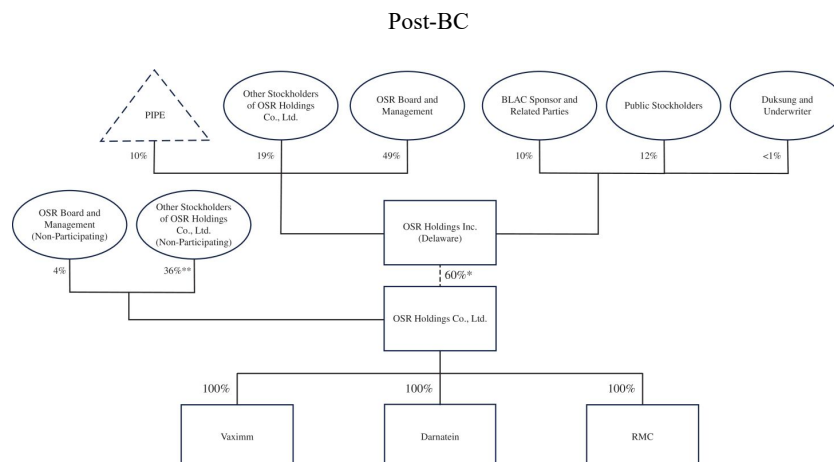 Post-BC
PIPE
Other Stockholders
of OSR Holdings
Co., Ltd.
OSR Board and
Management
BLAC Sponsor and
Related Parties
Public Stockholders
Duksung and
Underwriter
10%
19%
49%
10%
12%
<1%
OSR Board and
Management
(Non-Participating)
Other Stockholders
of OSR Holdings
Co., Ltd.
(Non-Participating)
OSR Holdings Inc.
(Delaware)
4%
36%**
60%*
OSR Holdings Co., Ltd.
100%
100%
100%
Vaximm
Darnatein
RMC